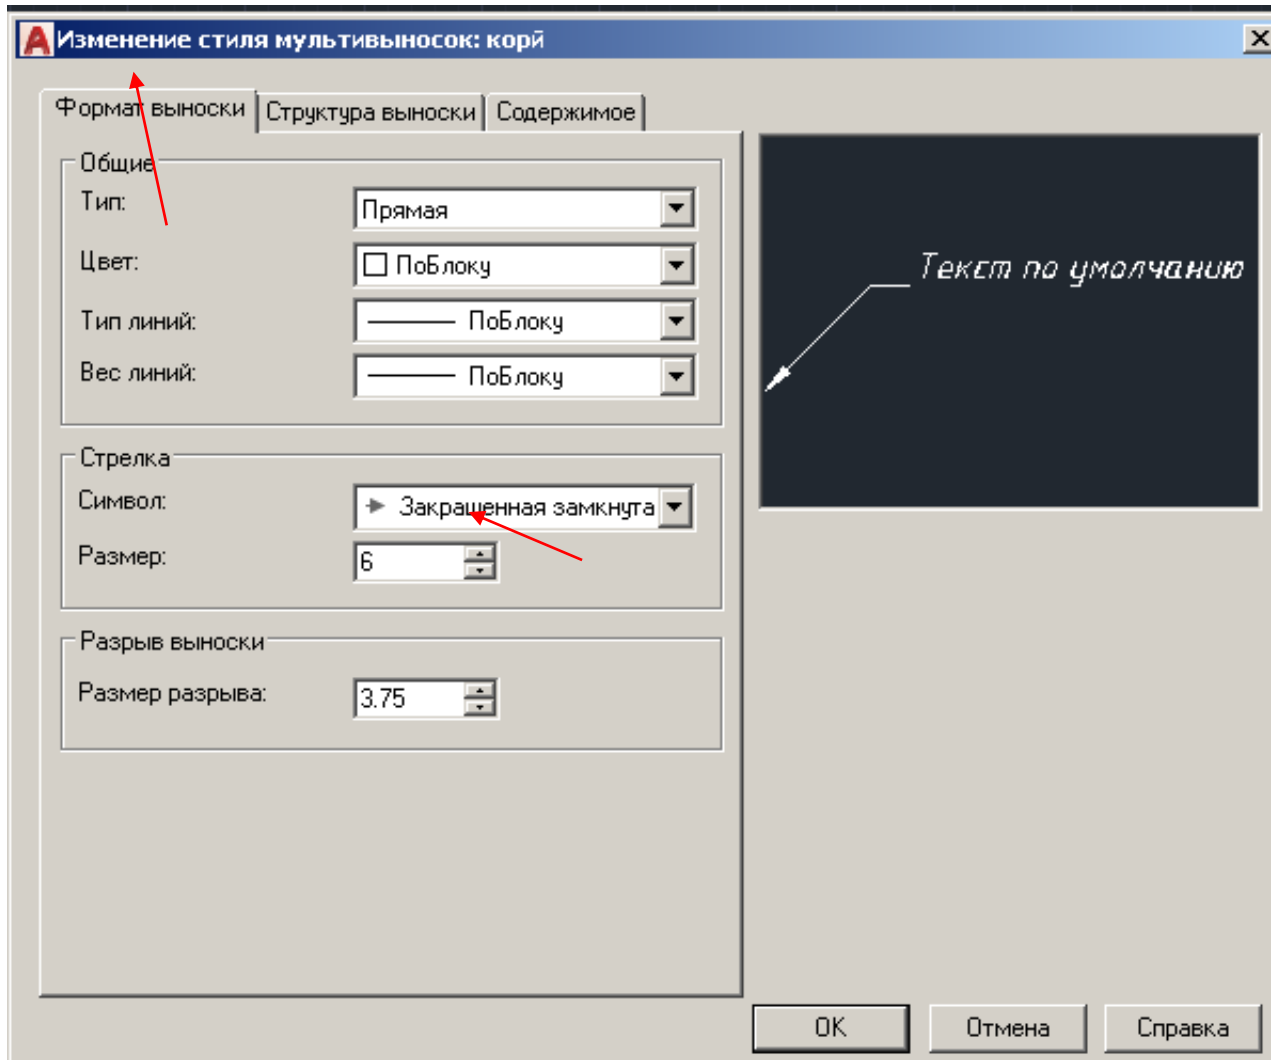 Изменение стиля мультивыносок: корй
Формат выноски Структура выноски Содержимое
Общие
Тип: Прямая
Цвет: ПоБлоку
Тип линий: ПоБлоку
Вес линий: ПоБлоку
Текст по умолчанию
Стрелка
Символ: Закрашенная замкнута
Размер: 6
Разрыв выноски
Размер разрыва: 3.75
OK Отмена Справка